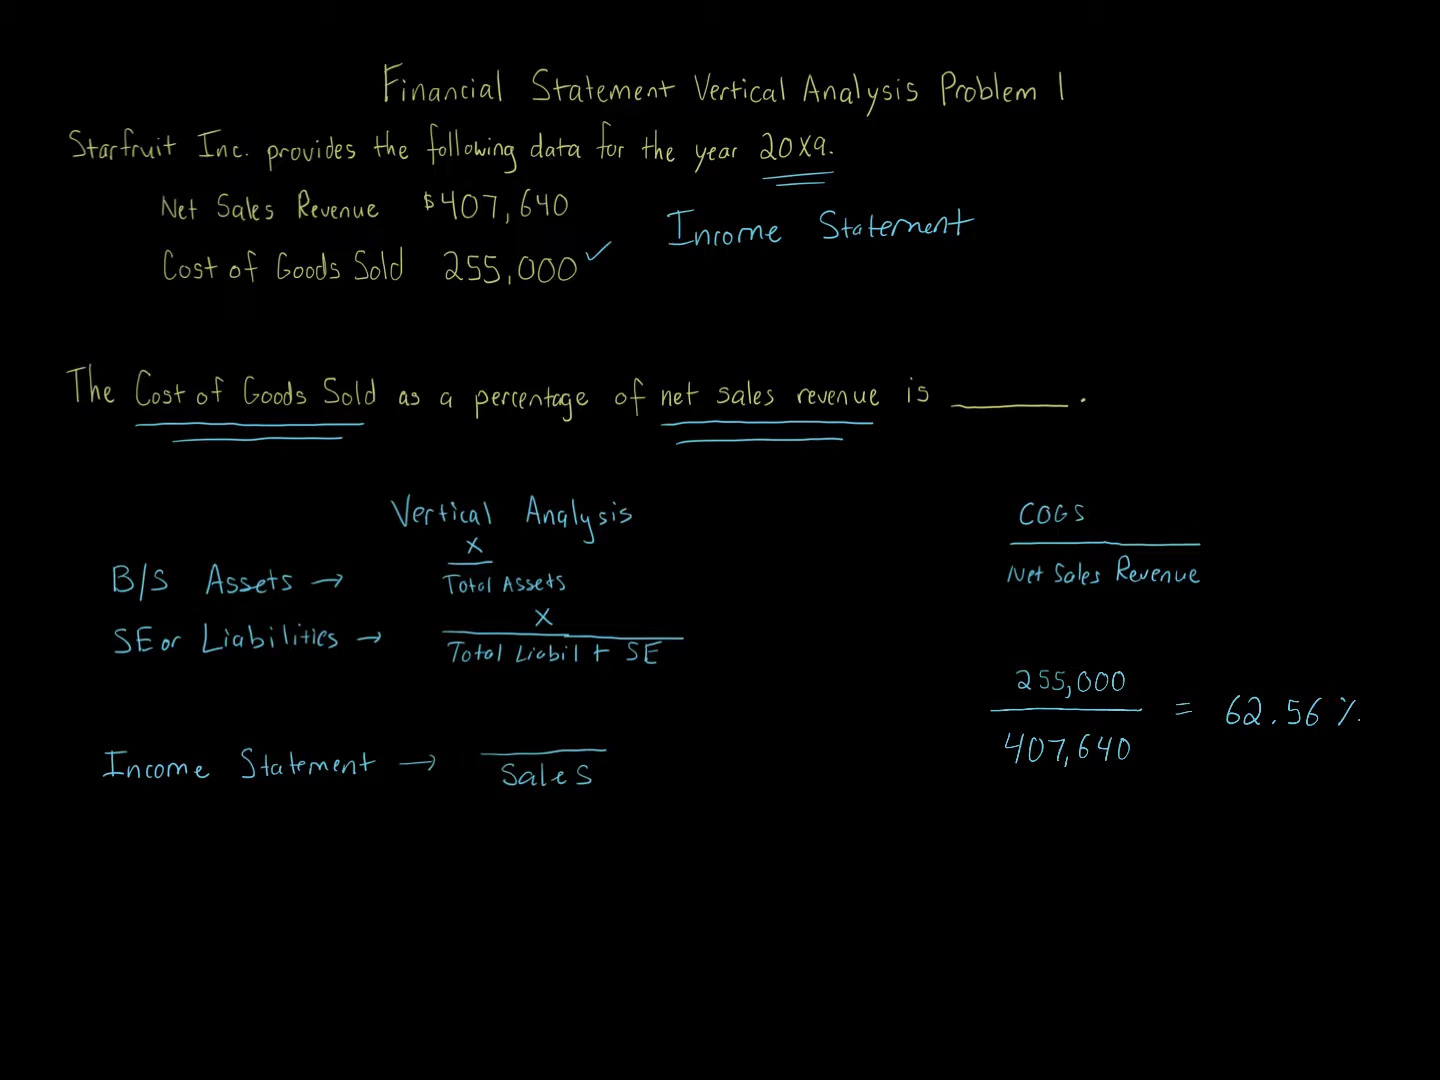 Financial Statement Vertical Analysis Problem 1
Starfruit Inc. provides the following data for the year 20X9.
Net Sales Revenue $407,640
Income Statement
Cost of Goods Sold 255,000 ✓
The Cost of Goods Sold as a percentage of net sales revenue is ______.
Vertical Analysis
B/S Assets → X
Total Assets
SE or Liabilities → X
Total Liabil + SE
Income Statement →
Sales
COGS
Net Sales Revenue
255,000
407,640
= 62.56 %